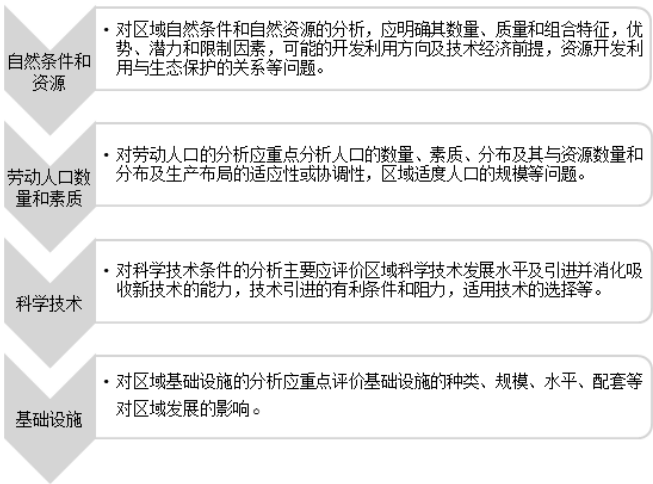 自然条件和
资源
• 对区域自然条件和自然资源的分析，应明确其数量、质量和组合特征，优
势、潜力和限制因素，可能的开发利用方向及技术经济前提，资源开发利
用与生态保护的关系等问题。
劳动人口数
量和素质
• 对劳动人口的分析应重点分析人口的数量、素质、分布及其与资源数量和
分布及生产布局的适应性或协调性，区域适度人口的规模等问题。
科学技术
• 对科学技术条件的分析主要应评价区域科学技术发展水平及引进并消化吸
收新技术的能力，技术引进的有利条件和阻力，适用技术的选择等。
基础设施
• 对区域基础设施的分析应重点评价基础设施的种类、规模、水平、配套等
对区域发展的影响。